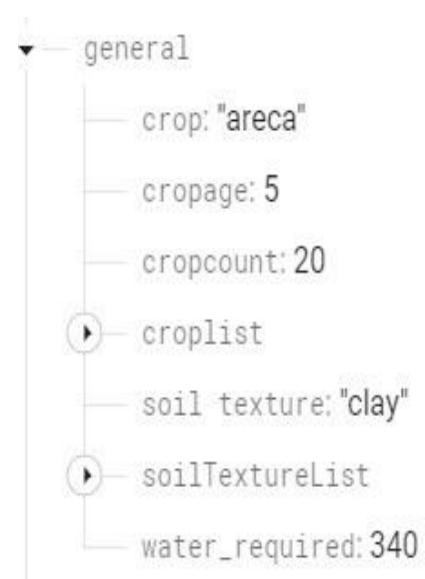 general
crop: "areca"
cropage: 5
cropcount: 20
croplist
soil texture: "clay"
soilTextureList
water_required: 340